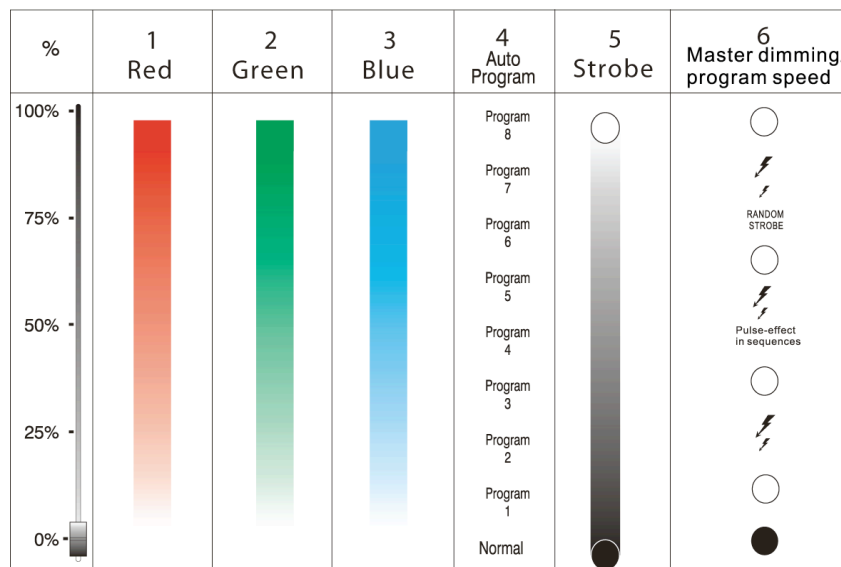 %
1
Red
2
Green
3
Blue
4
Auto
Program
5
Strobe
6
Master dimming,
program speed
100%
75%
50%
25%
0%
Program
8
Program
7
Program
6
Program
5
Program
4
Program
3
Program
2
Program
1
Normal
RANDOM
STROBE
Pulse-effect
in sequences